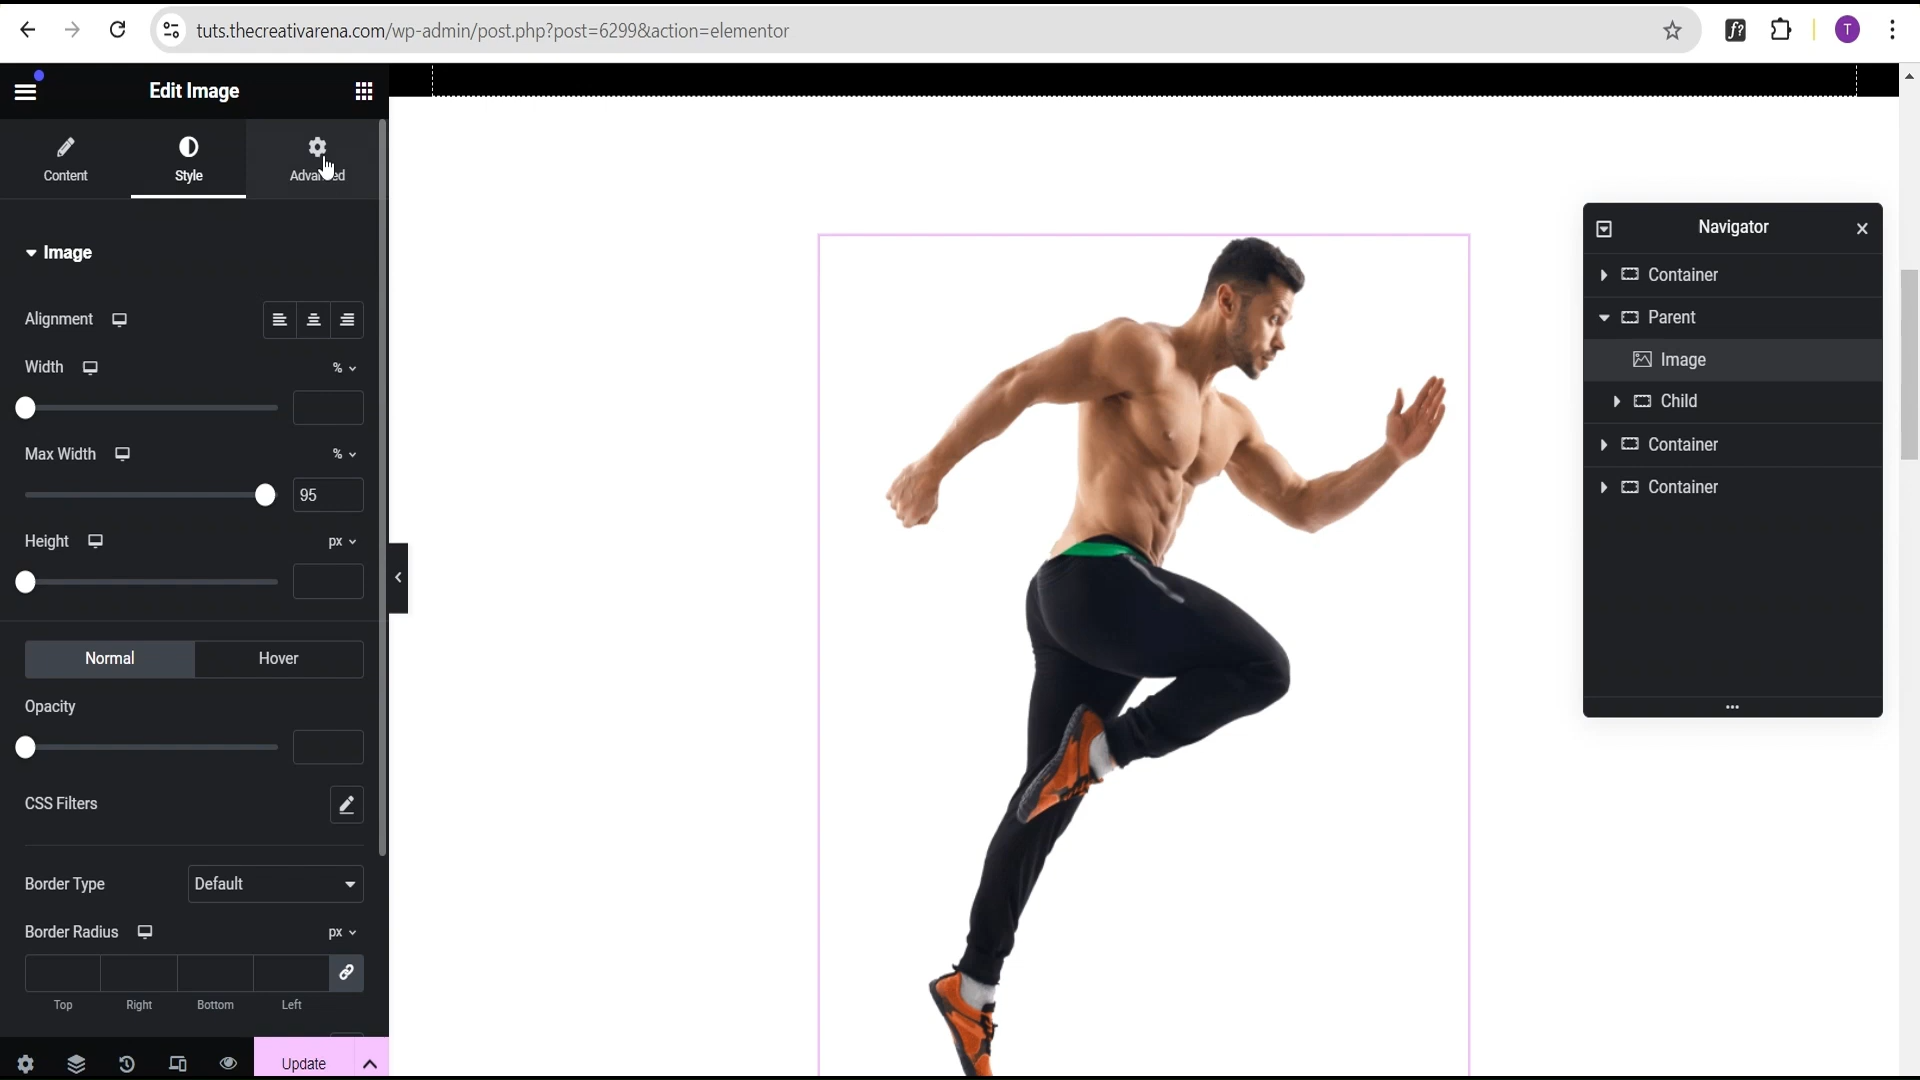 tuts.thecreativarena.com/wp-admin/post.php?post=6299&action=elementor
T
Edit Image
Content
Style
Advanced
Image
Alignment
Width
%
Max Width
%
95
Height
px
Normal
Hover
Opacity
CSS Filters
Border Type
Default
Border Radius
px
Top
Right
Bottom
Left
Update
Navigator
Container
Parent
Image
Child
Container
Container